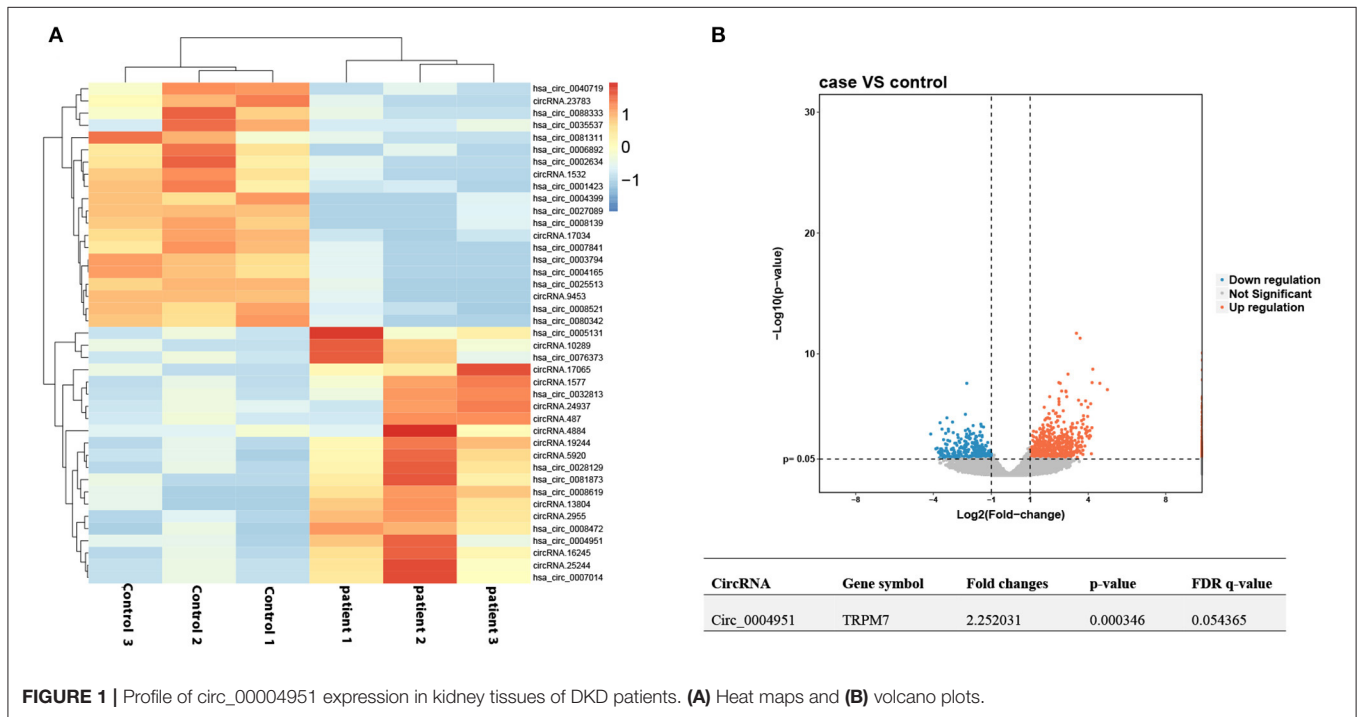 A
hsa_circ_0040719
circRNA.23783
hsa_circ_0088333
hsa_circ_0035537
hsa_circ_0081311
hsa_circ_0006892
hsa_circ_0002634
circRNA.1532
hsa_circ_0001423
hsa_circ_0004399
hsa_circ_0027089
hsa_circ_0008139
circRNA.17034
hsa_circ_0007841
hsa_circ_0003794
hsa_circ_0004165
hsa_circ_0025513
circRNA.9453
hsa_circ_0008521
hsa_circ_0080342
hsa_circ_0005131
circRNA.10289
hsa_circ_0076373
circRNA.17065
circRNA.1577
hsa_circ_0032813
circRNA.24937
circRNA.487
circRNA.4884
circRNA.19244
circRNA.5920
hsa_circ_0028129
hsa_circ_0081873
hsa_circ_0008619
circRNA.13804
circRNA.2955
hsa_circ_0008472
hsa_circ_0004951
circRNA.16245
circRNA.25244
hsa_circ_0007014
1
0
−1
Control 3
Control 2
Control 1
patient 1
patient 2
patient 3
B
case VS control
30
20
10
p= 0.05
−Log10(p−value)
−8
−4
−1
1
4
8
Log2(Fold−change)
Down regulation
Not Significant
Up regulation
CircRNA Gene symbol Fold changes p-value FDR q-value
Circ_0004951 TRPM7 2.252031 0.000346 0.054365
FIGURE 1 | Profile of circ_00004951 expression in kidney tissues of DKD patients. (A) Heat maps and (B) volcano plots.